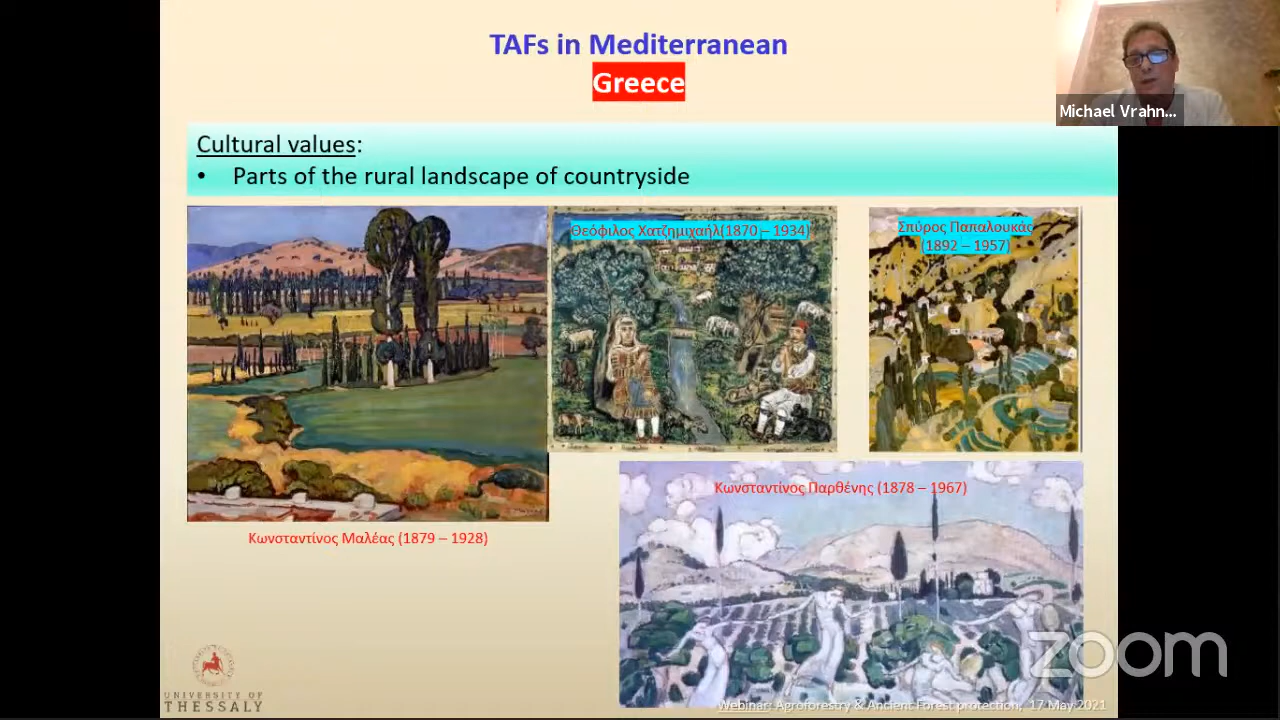 TAFs in Mediterranean
Greece
Michael Vrahn...
Cultural values:
• Parts of the rural landscape of countryside
Θεόφιλος Χατζημιχαήλ(1870 – 1934)
Σπύρος Παπαλουκάς
(1892 – 1957)
Κωνσταντίνος Παρθένης (1878 – 1967)
Κωνσταντίνος Μαλέας (1879 – 1928)
zoom
UNIVERSITY OF
THESSALY
Webinar: Agroforestry & Ancient Forest protection, 17 May 2021